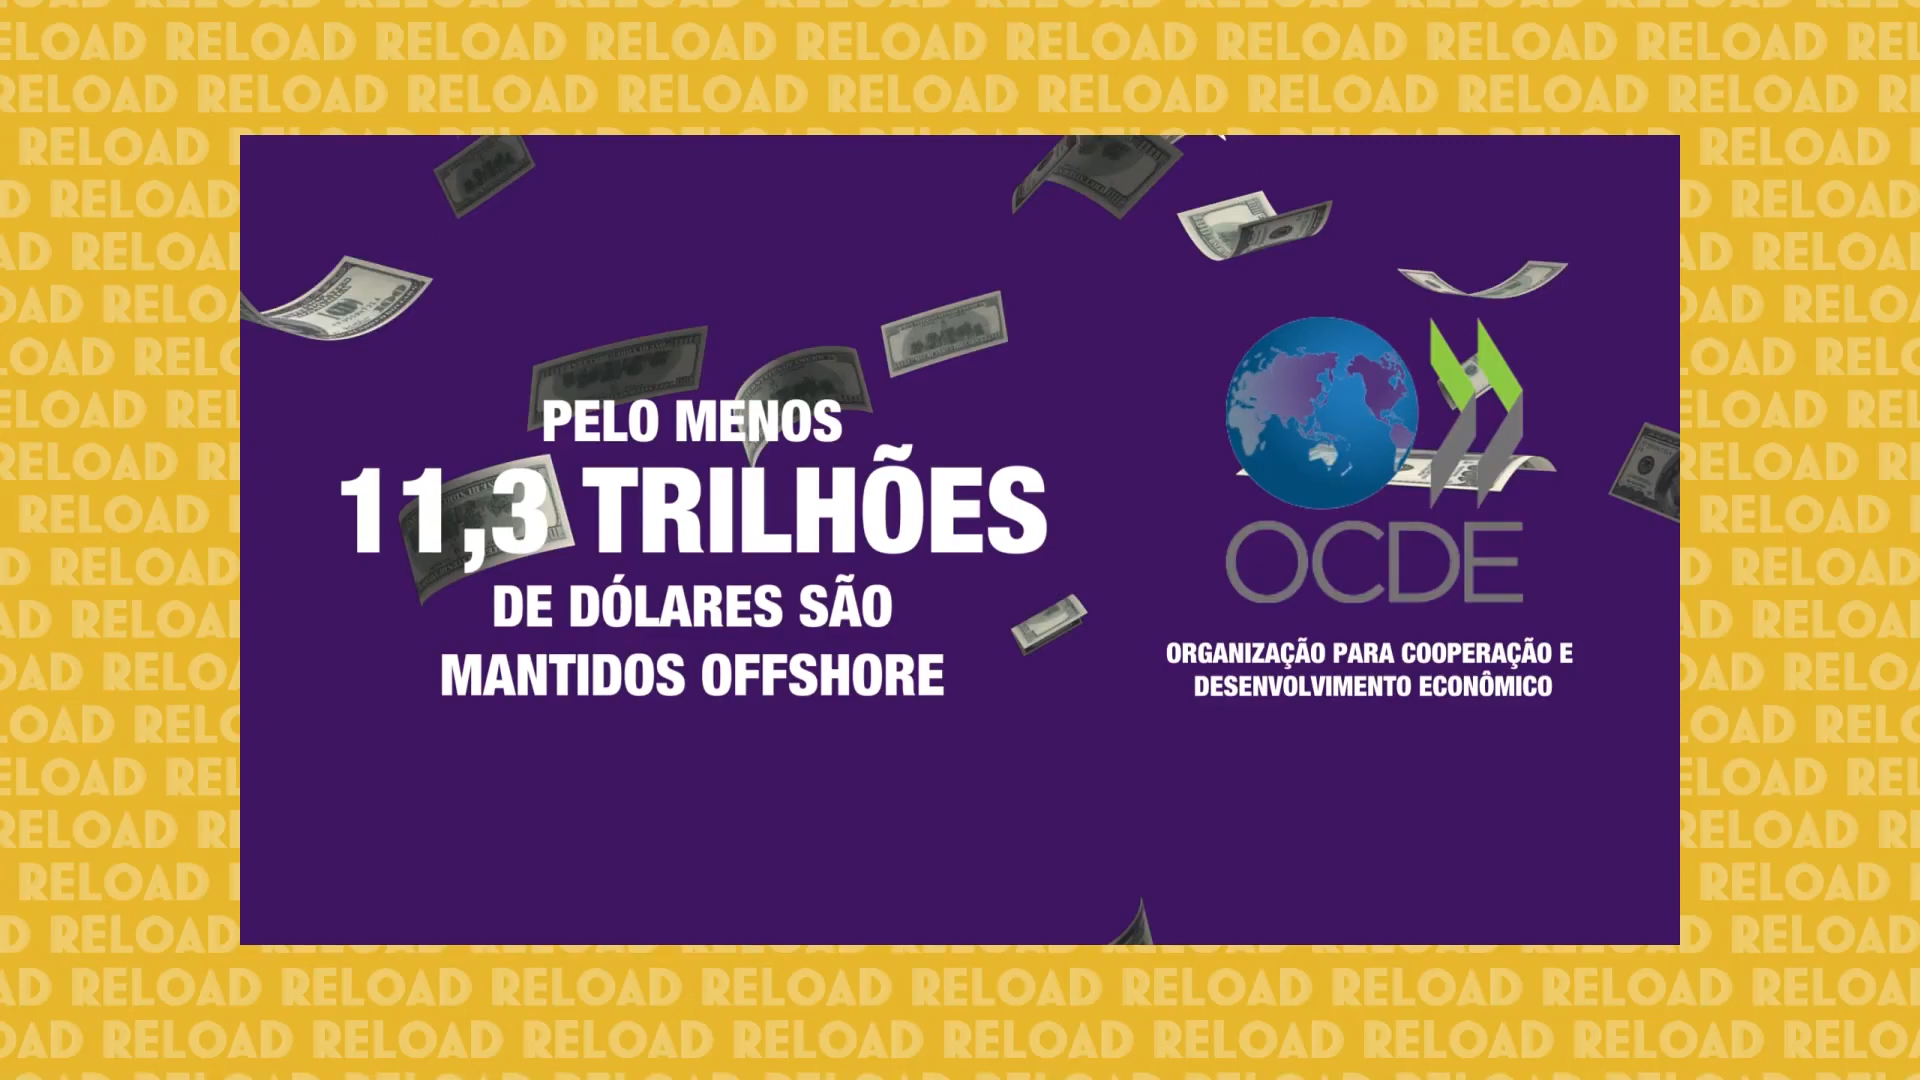 RELOAD RELOAD RELOAD RELOAD RELOAD RELOAD RELOAD RELOAD
PELO MENOS
11,3 TRILHÕES
DE DÓLARES SÃO
MANTIDOS OFFSHORE
OCDE
ORGANIZAÇÃO PARA COOPERAÇÃO E
DESENVOLVIMENTO ECONÔMICO